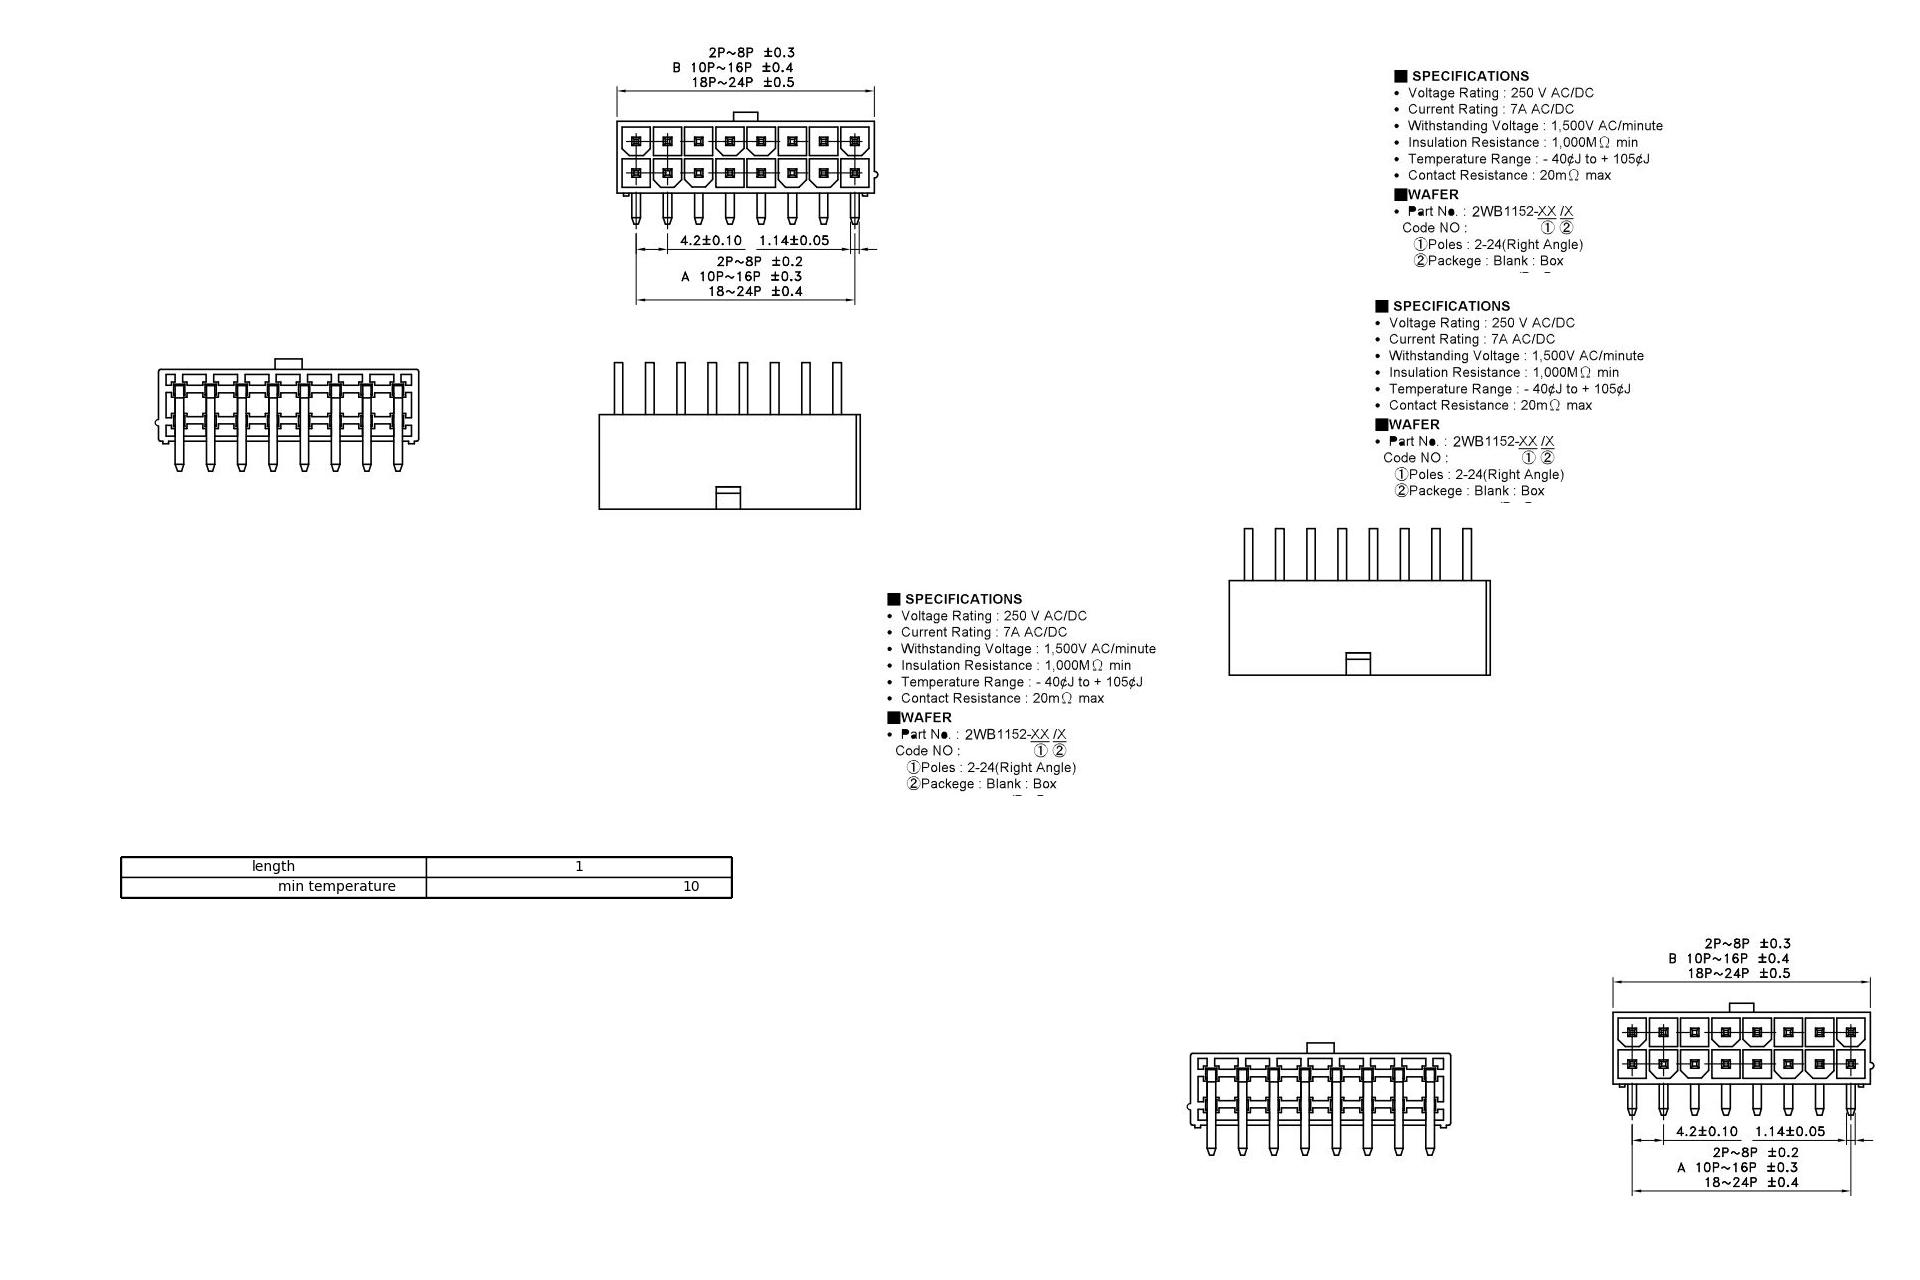 2P~8P ±0.3
B 10P~16P ±0.4
18P~24P ±0.5
4.2±0.10 1.14±0.05
2P~8P ±0.2
A 10P~16P ±0.3
18~24P ±0.4
■ SPECIFICATIONS
• Voltage Rating : 250 V AC/DC
• Current Rating : 7A AC/DC
• Withstanding Voltage : 1,500V AC/minute
• Insulation Resistance : 1,000MΩ min
• Temperature Range : - 40¢J to + 105¢J
• Contact Resistance : 20mΩ max
■WAFER
• Part No. : 2WB1152-XX /X
Code NO : ① ②
①Poles : 2-24(Right Angle)
②Packege : Blank : Box
■ SPECIFICATIONS
• Voltage Rating : 250 V AC/DC
• Current Rating : 7A AC/DC
• Withstanding Voltage : 1,500V AC/minute
• Insulation Resistance : 1,000MΩ min
• Temperature Range : - 40¢J to + 105¢J
• Contact Resistance : 20mΩ max
■WAFER
• Part No. : 2WB1152-XX /X
Code NO : ① ②
①Poles : 2-24(Right Angle)
②Packege : Blank : Box
■ SPECIFICATIONS
• Voltage Rating : 250 V AC/DC
• Current Rating : 7A AC/DC
• Withstanding Voltage : 1,500V AC/minute
• Insulation Resistance : 1,000MΩ min
• Temperature Range : - 40¢J to + 105¢J
• Contact Resistance : 20mΩ max
■WAFER
• Part No. : 2WB1152-XX /X
Code NO : ① ②
①Poles : 2-24(Right Angle)
②Packege : Blank : Box
length 1
min temperature 10
2P~8P ±0.3
B 10P~16P ±0.4
18P~24P ±0.5
4.2±0.10 1.14±0.05
2P~8P ±0.2
A 10P~16P ±0.3
18~24P ±0.4